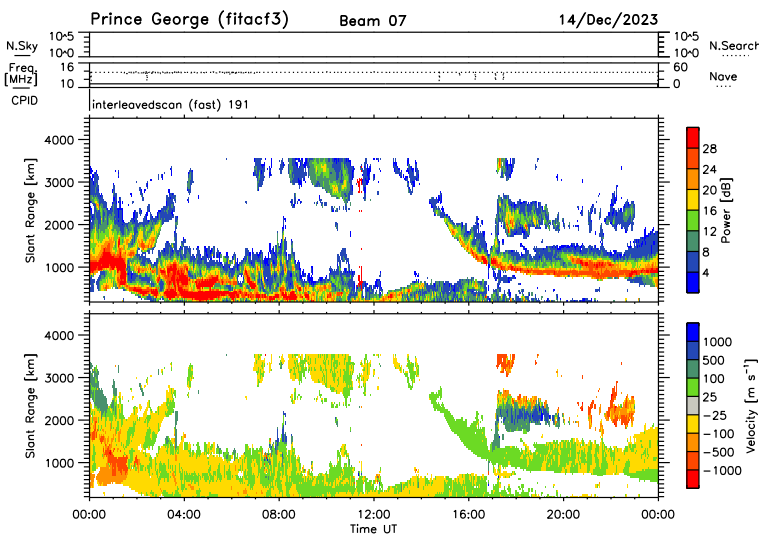 Prince George (fitacf3) Beam 07 14/Dec/2023
10^5 10^5
N.Sky N.Search
10^0 10^0
16 60
Freq
[MHz] Nave
10 0
CPID interleavedscan (fast) 191
4000
3000
2000
1000
Slant Range [km]
28
24
20
16
12
8
4
Power [dB]
4000
3000
2000
1000
Slant Range [km]
1000
500
100
25
−25
−100
−500
−1000
Velocity [m s⁻¹]
00:00 04:00 08:00 12:00 16:00 20:00 00:00
Time UT